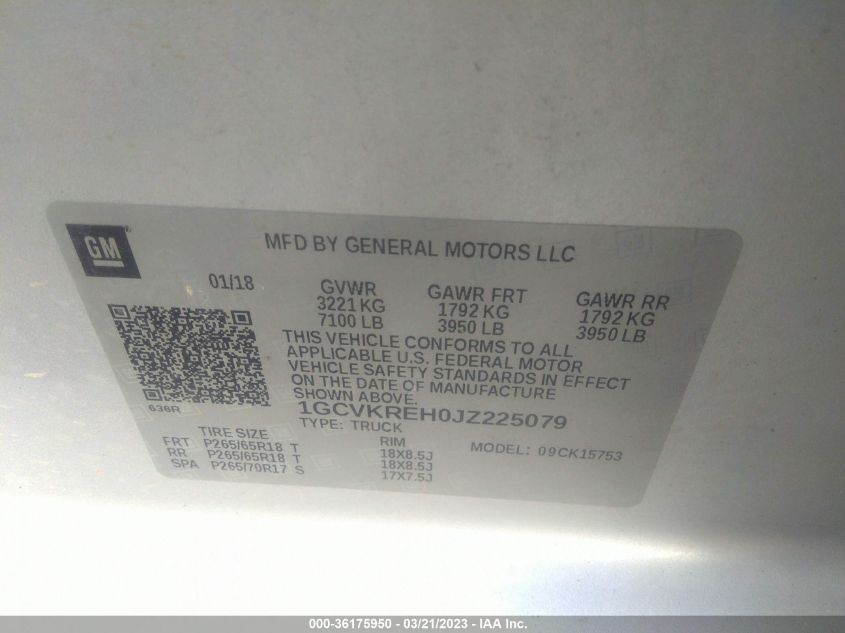 GM
MFD BY GENERAL MOTORS LLC
01/18
GVWR
3221 KG
7100 LB
GAWR FRT
1792 KG
3950 LB
GAWR RR
1792 KG
3950 LB
THIS VEHICLE CONFORMS TO ALL
APPLICABLE U.S. FEDERAL MOTOR
VEHICLE SAFETY STANDARDS IN EFFECT
ON THE DATE OF MANUFACTURE
SHOWN ABOVE.
636R
1GCVKREH0JZ225079
TYPE: TRUCK
MODEL: 09CK15753
TIRE SIZE RIM
FRT P265/65R18 T 18X8.5J
RR P265/65R18 T 18X8.5J
SPA P265/70R17 S 17X7.5J
000-36175950 - 03/21/2023 - IAA Inc.